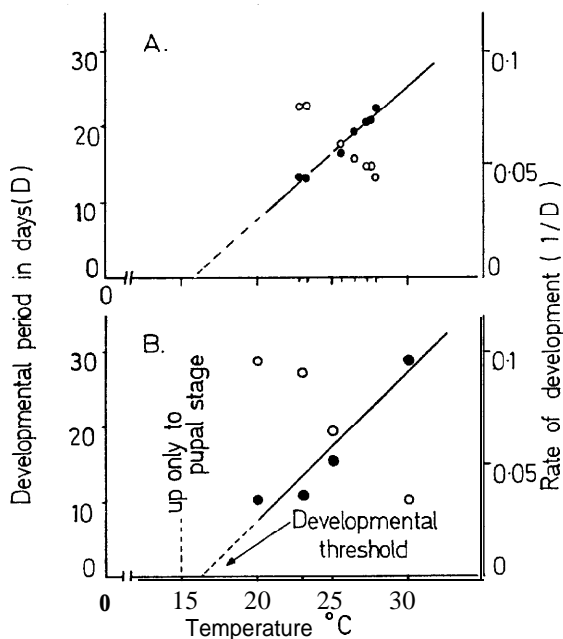 A.
30
20
10
0
0.1
0.05
0
B.
30
20
10
0
0.1
0.05
0
up only to
pupal stage
Developmental
threshold
0
15
20
25
30
Temperature °C
Developmental period in days(D)
Rate of development (1/D)